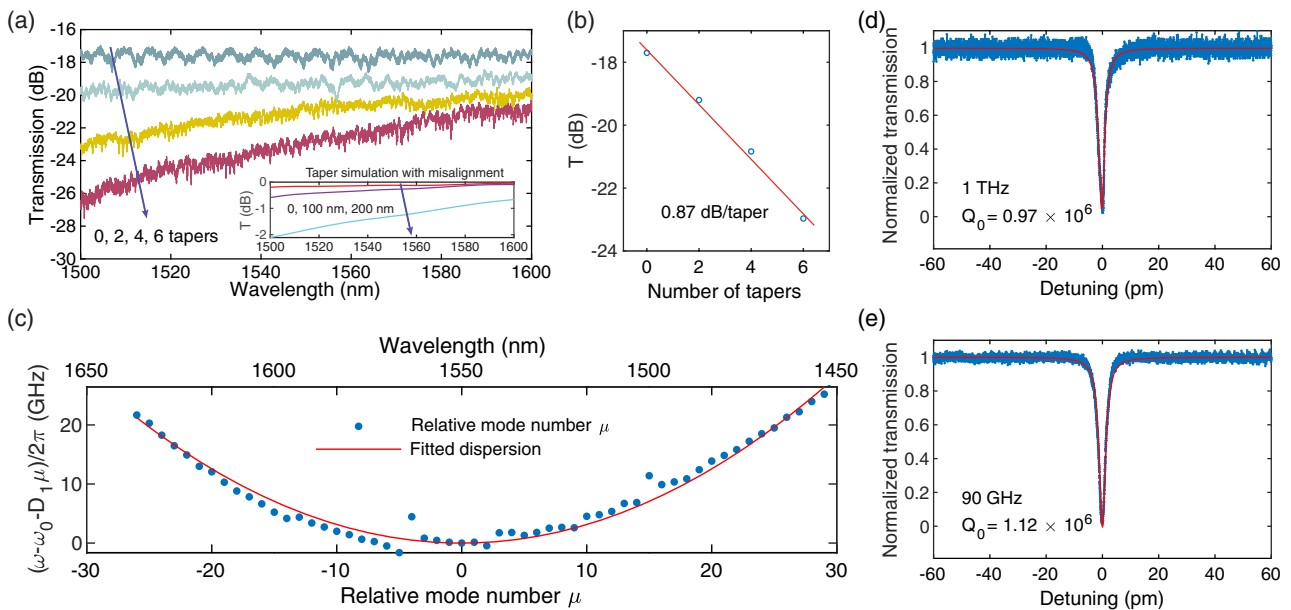 (a)
-16
-18
-20
-22
-24
-26
-28
-30
Transmission (dB)
0, 2, 4, 6 tapers
1500 1520 1540 1560 1580 1600
Wavelength (nm)
Taper simulation with misalignment
0
-1
-2
T (dB)
0, 100 nm, 200 nm
1500 1520 1540 1560 1580 1600
(b)
-18
-20
-22
-24
T (dB)
0.87 dB/taper
0 2 4 6
Number of tapers
(c)
Wavelength (nm)
1650 1600 1550 1500 1450
20
10
0
(ω-ω₀-D₁μ)/2π (GHz)
Relative mode number μ
Fitted dispersion
-30 -20 -10 0 10 20 30
Relative mode number μ
(d)
1
0.8
0.6
0.4
0.2
0
Normalized transmission
1 THz
Q₀ = 0.97 × 10⁶
-60 -40 -20 0 20 40 60
Detuning (pm)
(e)
1
0.8
0.6
0.4
0.2
0
Normalized transmission
90 GHz
Q₀ = 1.12 × 10⁶
-60 -40 -20 0 20 40 60
Detuning (pm)